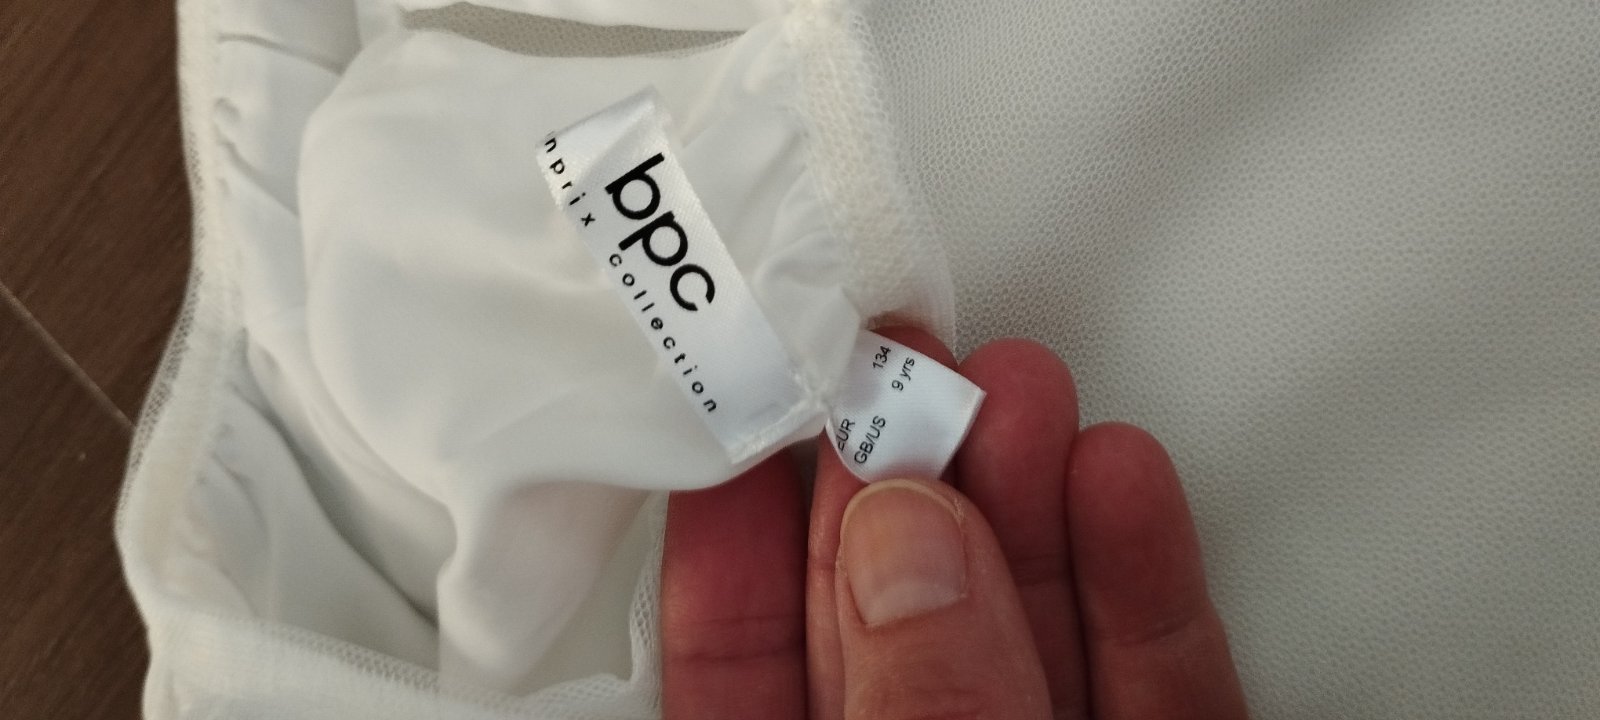 bpc
nprix collection
EUR 134
GB/US 9 yrs